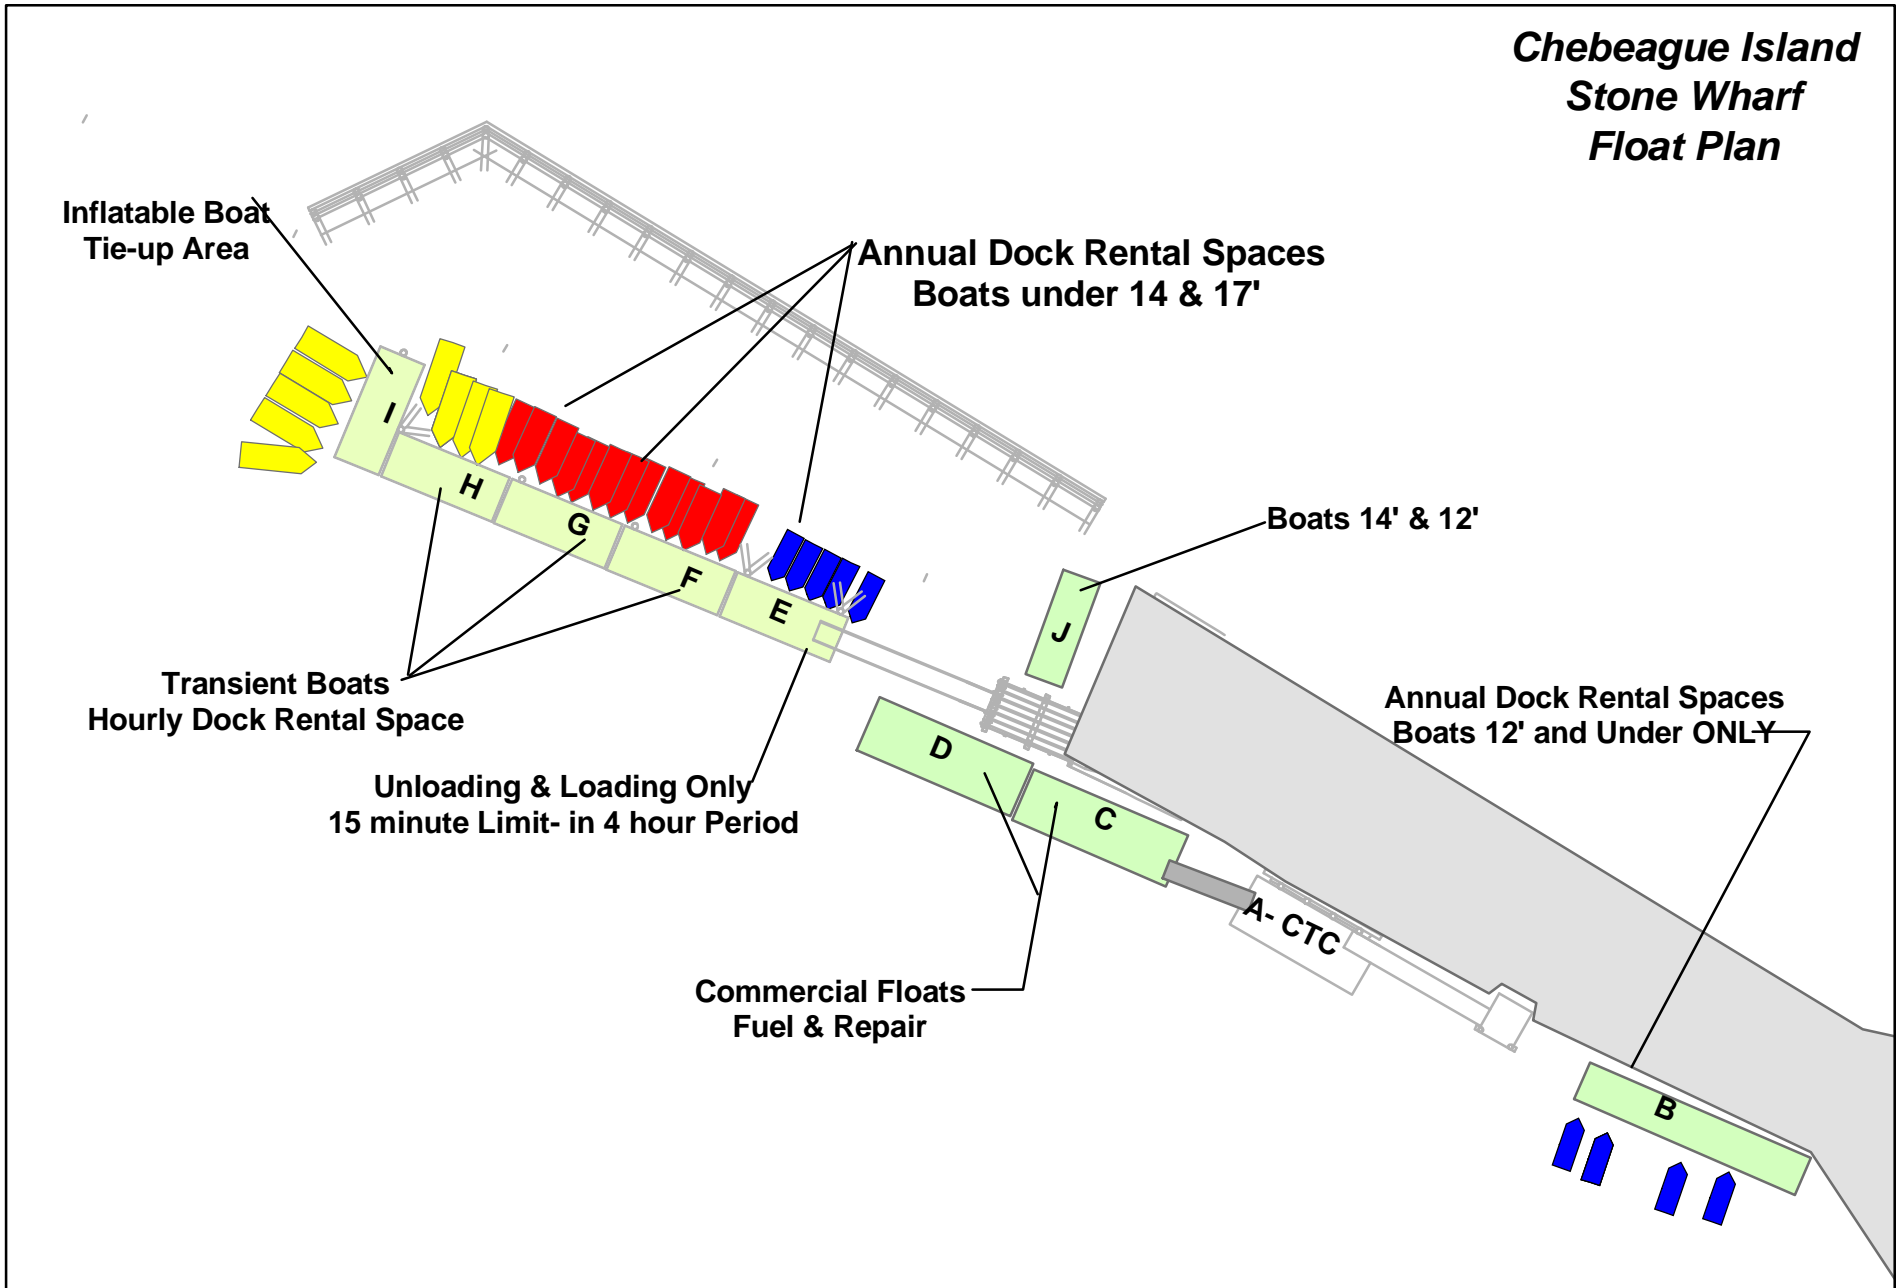 Chebeague Island
Stone Wharf
Float Plan
Inflatable Boat
Tie-up Area
Annual Dock Rental Spaces
Boats under 14 & 17'
I
H
G
F
E
Boats 14' & 12'
J
Transient Boats
Hourly Dock Rental Space
Annual Dock Rental Spaces
Boats 12' and Under ONLY
D
C
Unloading & Loading Only
15 minute Limit- in 4 hour Period
A- CTC
Commercial Floats
Fuel & Repair
B